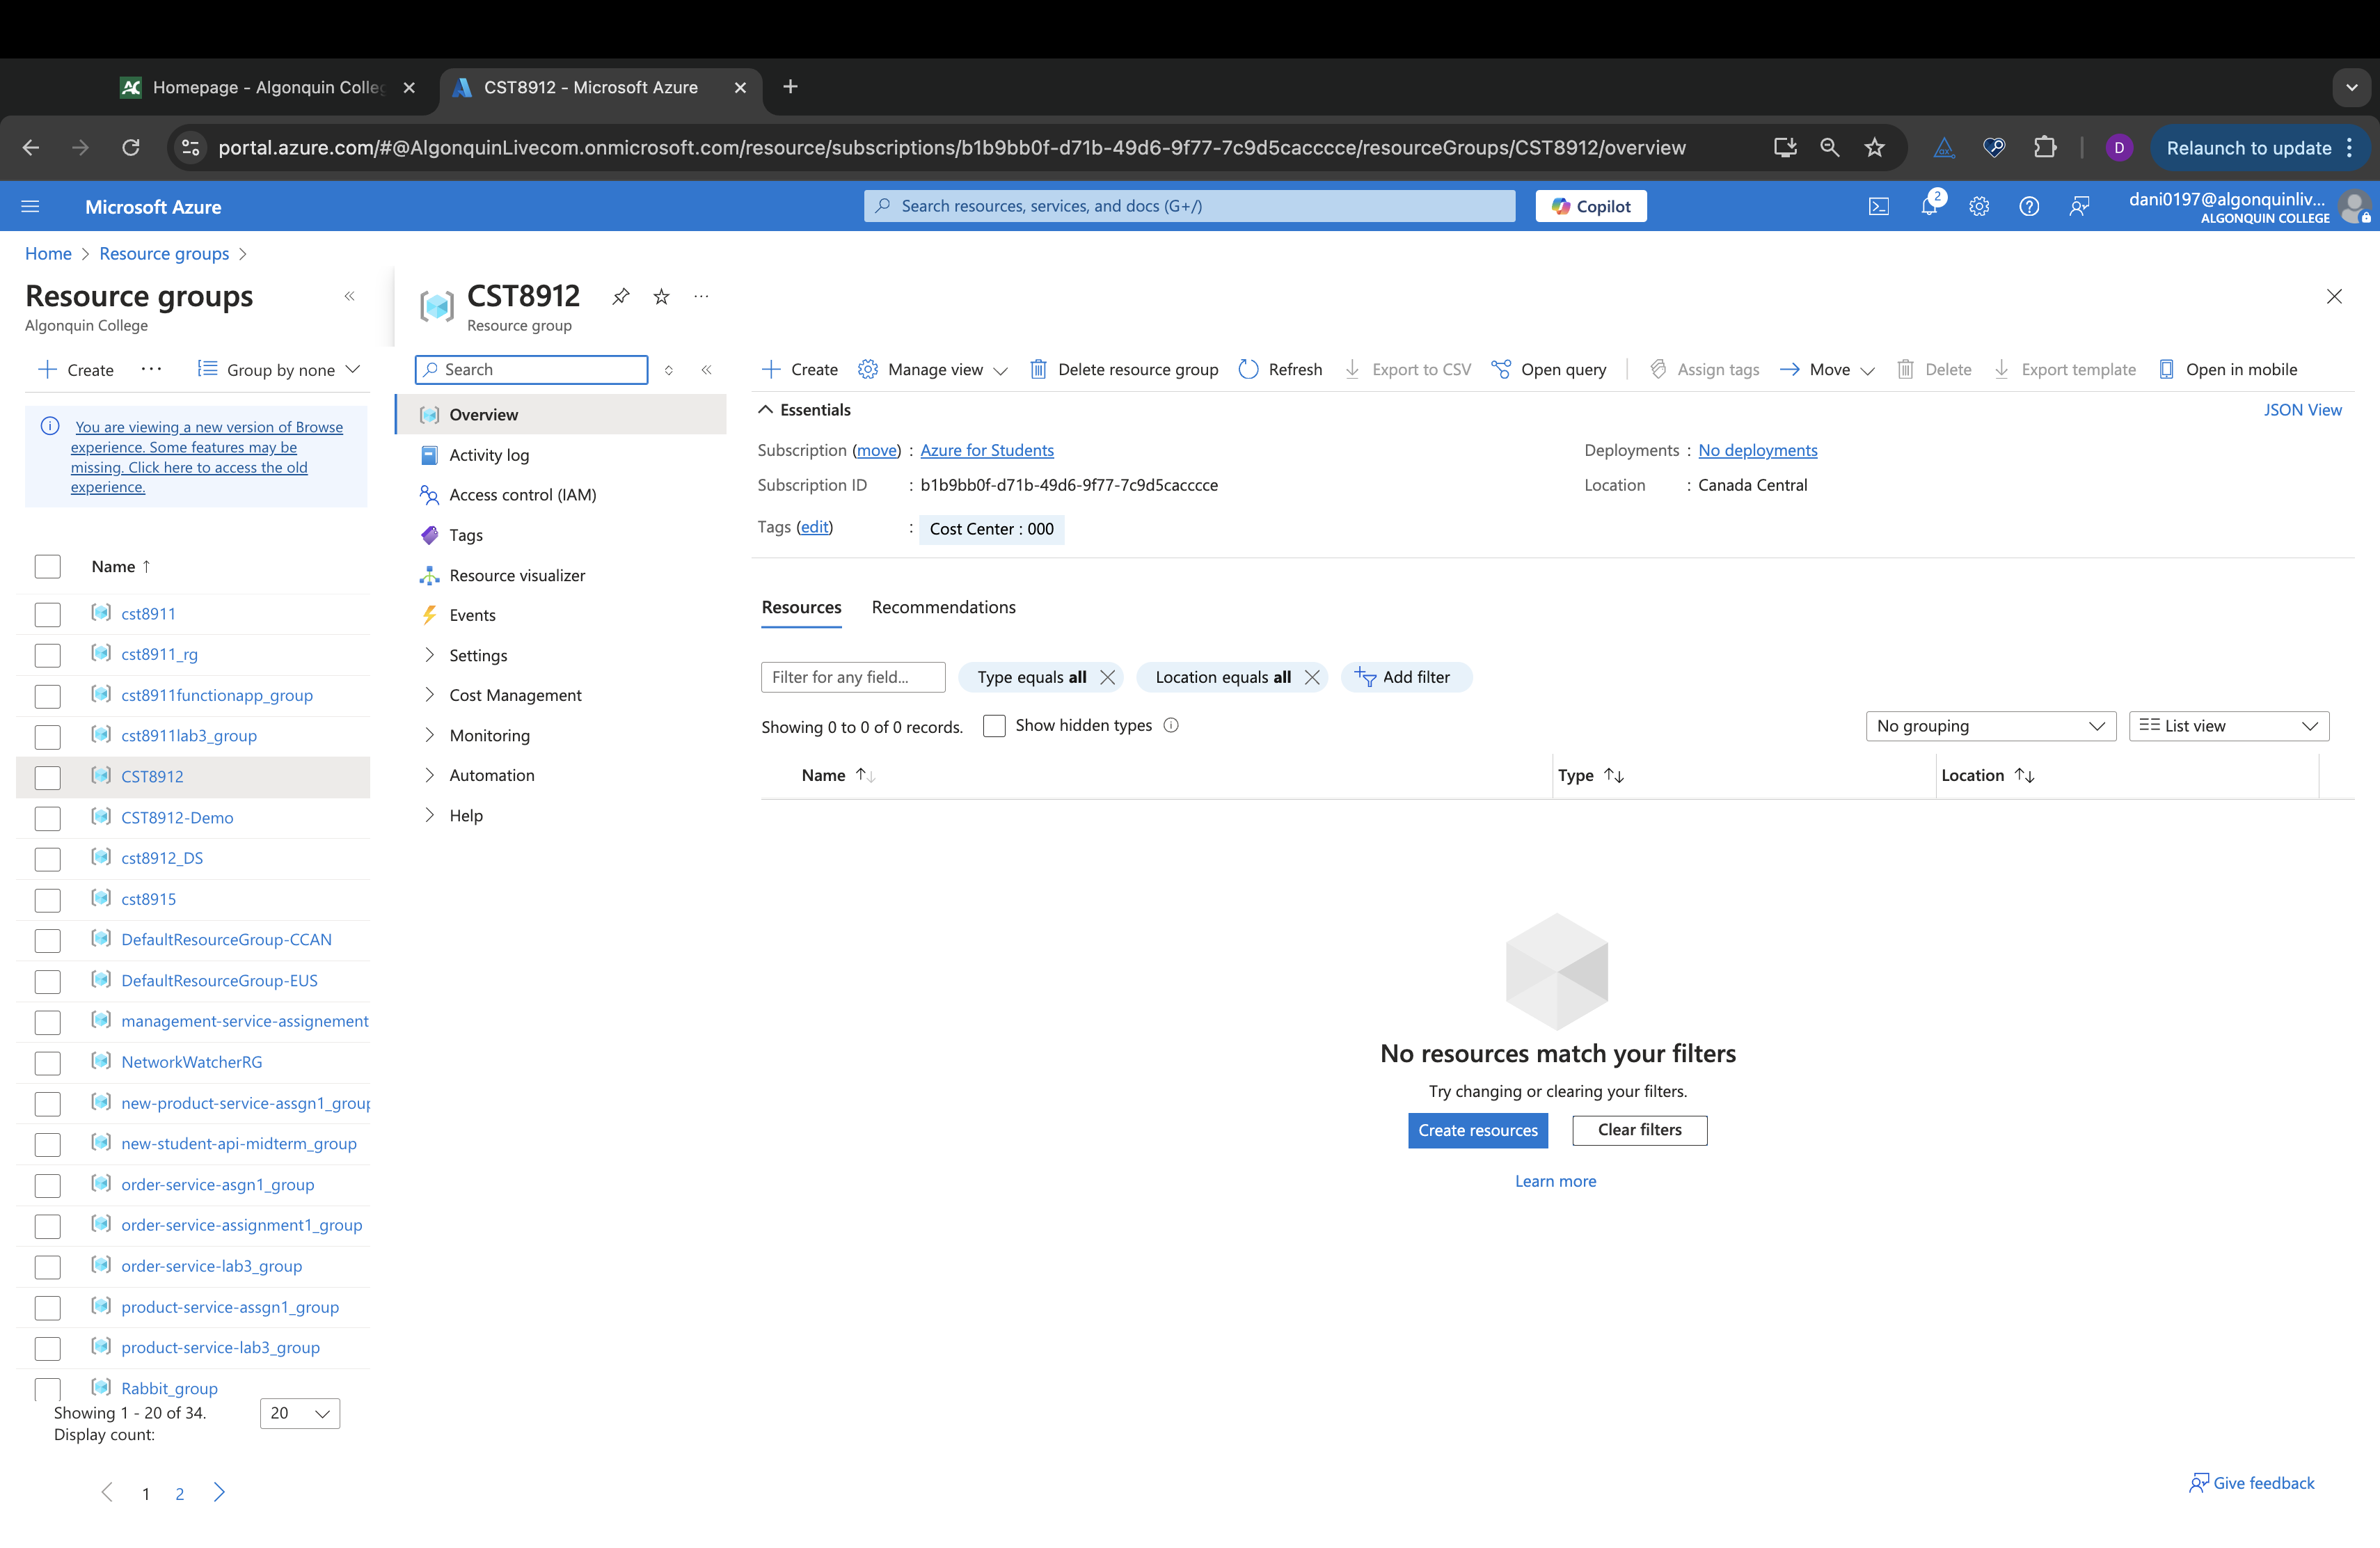 Homepage - Algonquin Colleg
CST8912 - Microsoft Azure
portal.azure.com/#@AlgonquinLivecom.onmicrosoft.com/resource/subscriptions/b1b9bb0f-d71b-49d6-9f77-7c9d5cacccce/resourceGroups/CST8912/overview
D
Relaunch to update
Microsoft Azure
Search resources, services, and docs (G+/)
Copilot
2
dani0197@algonquinliv...
ALGONQUIN COLLEGE
Home > Resource groups >
Resource groups
Algonquin College
Create
Group by none
You are viewing a new version of Browse
experience. Some features may be
missing. Click here to access the old
experience.
Name ↑
cst8911
cst8911_rg
cst8911functionapp_group
cst8911lab3_group
CST8912
CST8912-Demo
cst8912_DS
cst8915
DefaultResourceGroup-CCAN
DefaultResourceGroup-EUS
management-service-assignement
NetworkWatcherRG
new-product-service-assgn1_group
new-student-api-midterm_group
order-service-asgn1_group
order-service-assignment1_group
order-service-lab3_group
product-service-assgn1_group
product-service-lab3_group
Rabbit_group
Showing 1 - 20 of 34.
Display count:
20
1 2
CST8912
Resource group
Search
Overview
Activity log
Access control (IAM)
Tags
Resource visualizer
Events
Settings
Cost Management
Monitoring
Automation
Help
Create
Manage view
Delete resource group
Refresh
Export to CSV
Open query
Assign tags
Move
Delete
Export template
Open in mobile
Essentials
JSON View
Subscription (move) : Azure for Students
Deployments : No deployments
Subscription ID : b1b9bb0f-d71b-49d6-9f77-7c9d5cacccce
Location : Canada Central
Tags (edit) : Cost Center : 000
Resources
Recommendations
Filter for any field...
Type equals all
Location equals all
Add filter
Showing 0 to 0 of 0 records.
Show hidden types
No grouping
List view
Name ↑↓
Type ↑↓
Location ↑↓
No resources match your filters
Try changing or clearing your filters.
Create resources
Clear filters
Learn more
Give feedback